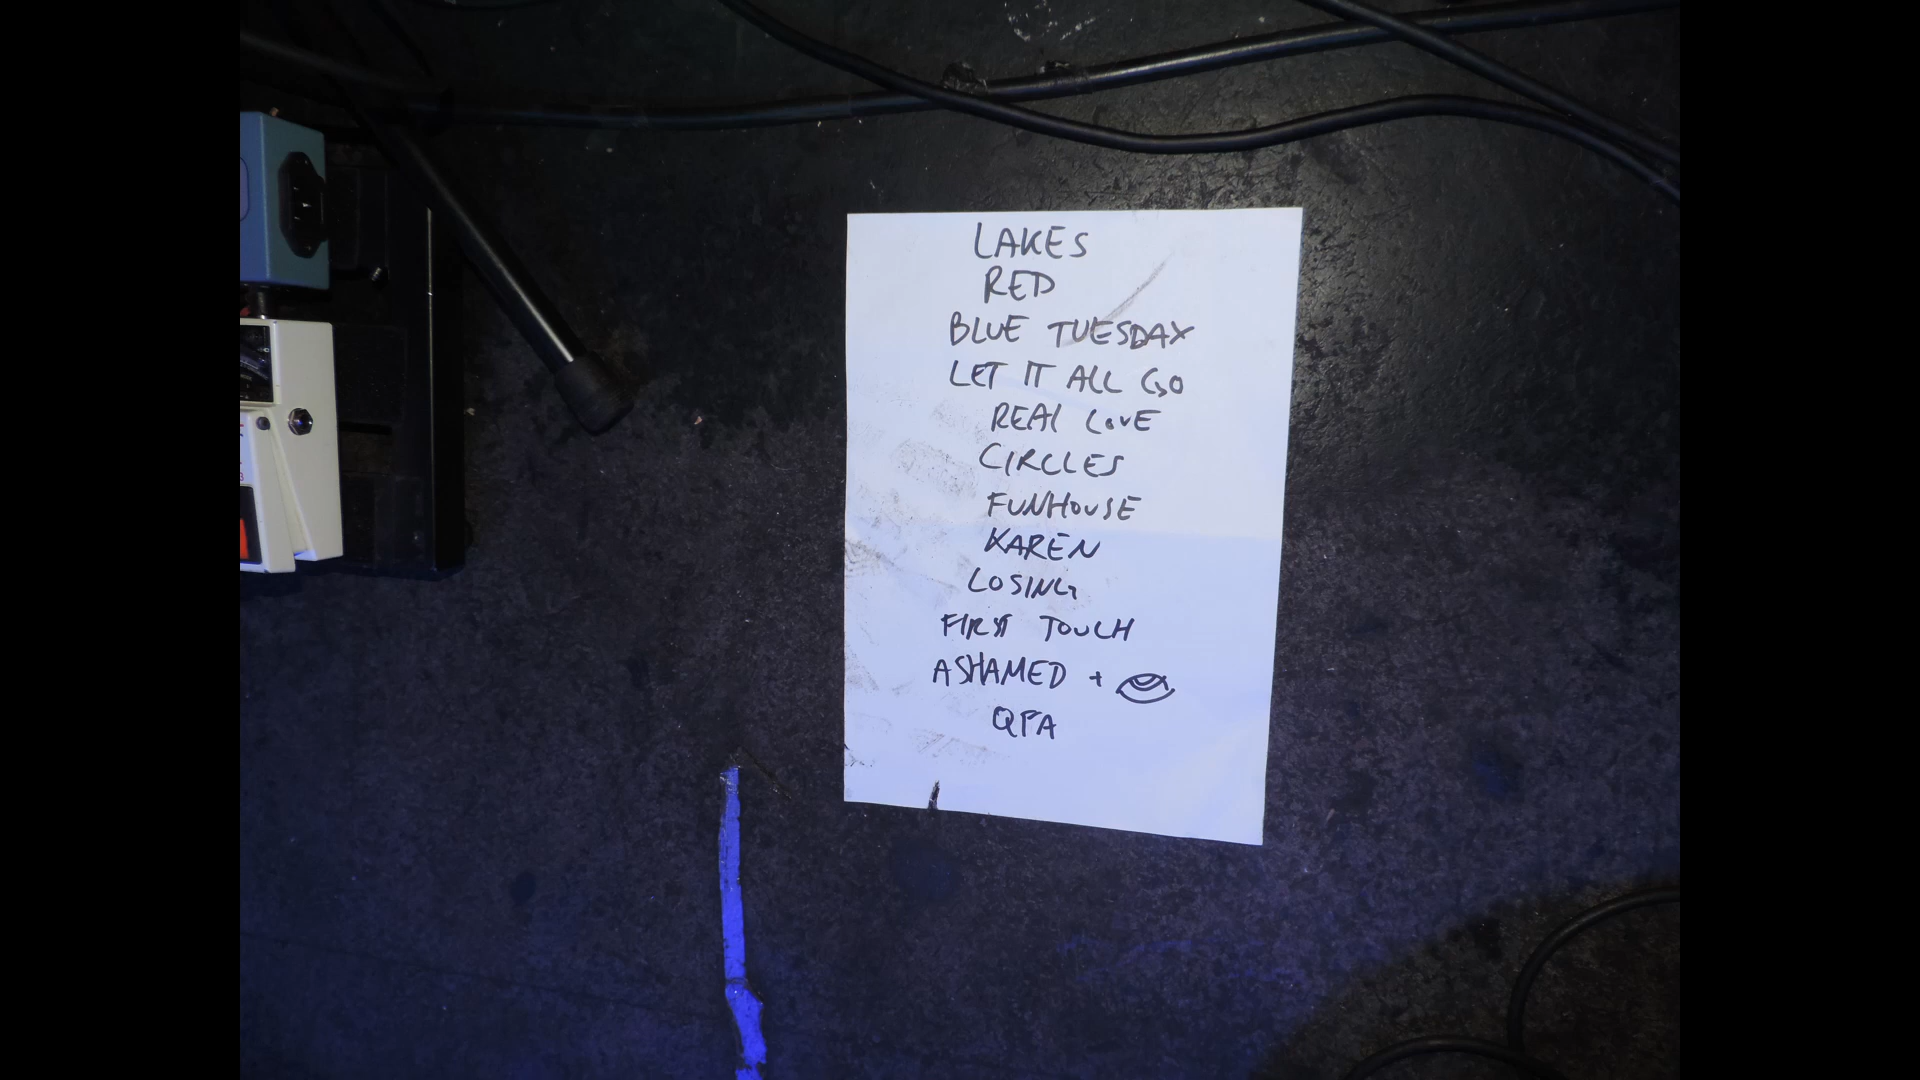 LAKES
RED
BLUE TUESDAY
LET IT ALL GO
REAL LOVE
CIRCLES
FUNHOUSE
KAREN
LOSING
FIRST TOUCH
ASHAMED +
QPA